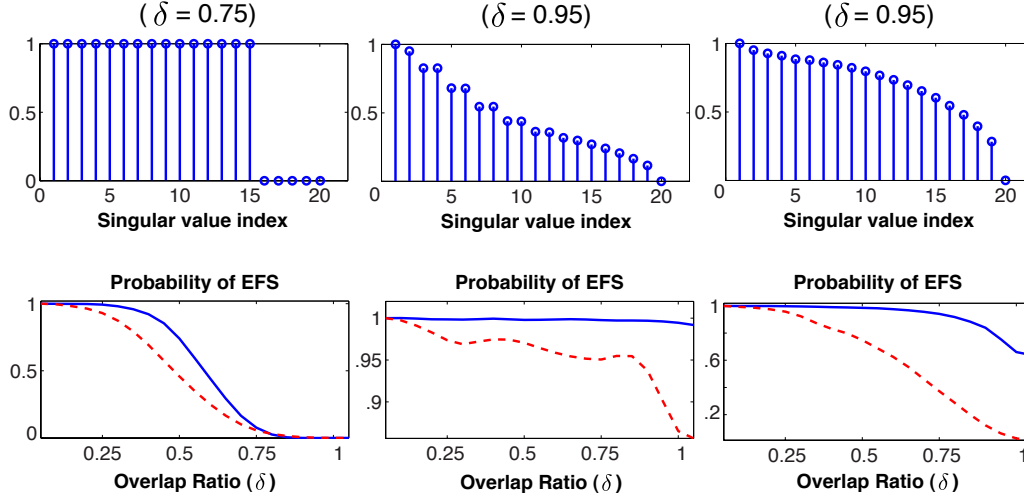 (δ = 0.75)
(δ = 0.95)
(δ = 0.95)
1
0.5
0
0 5 10 15 20
Singular value index
1
0.5
0
0 5 10 15 20
Singular value index
1
0.5
0
0 5 10 15 20
Singular value index
Probability of EFS
1
0.5
0
0.25 0.5 0.75 1
Overlap Ratio (δ)
Probability of EFS
1
.95
.9
0.25 0.5 0.75 1
Overlap Ratio (δ)
Probability of EFS
1
.6
.2
0.25 0.5 0.75 1
Overlap Ratio (δ)